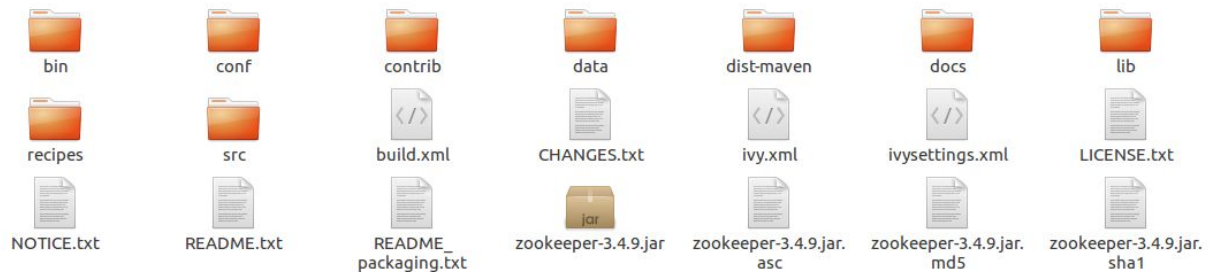 bin
conf
contrib
data
dist-maven
docs
lib
recipes
src
</>
build.xml
CHANGES.txt
</>
ivy.xml
</>
ivysettings.xml
LICENSE.txt
NOTICE.txt
README.txt
README_
packaging.txt
jar
zookeeper-3.4.9.jar
zookeeper-3.4.9.jar.
asc
zookeeper-3.4.9.jar.
md5
zookeeper-3.4.9.jar.
sha1